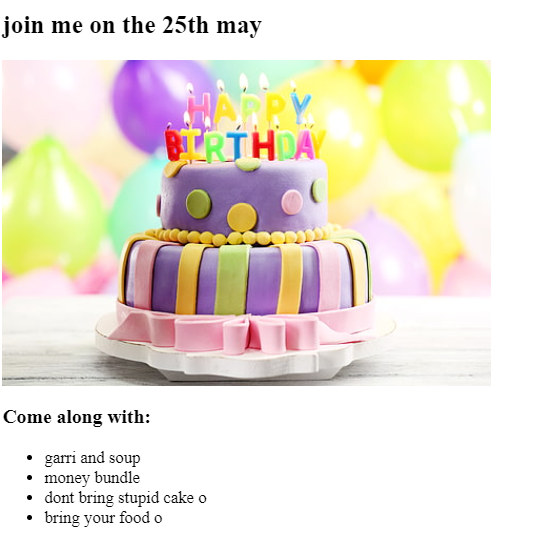 join me on the 25th may
HAPPY
BIRTHDAY
Come along with:
garri and soup
money bundle
dont bring stupid cake o
bring your food o